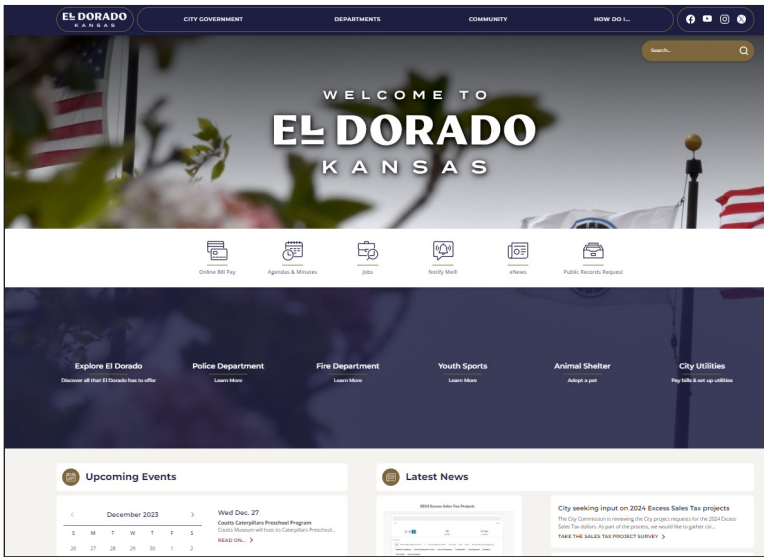 EL DORADO
KANSAS
CITY GOVERNMENT
DEPARTMENTS
COMMUNITY
HOW DO I...
Search...
WELCOME TO
EL DORADO
KANSAS
Online Bill Pay
Agendas & Minutes
Jobs
Notify Me®
eNews
Public Records Request
Explore El Dorado
Discover all that El Dorado has to offer
Police Department
Learn More
Fire Department
Learn More
Youth Sports
Learn More
Animal Shelter
Adopt a pet
City Utilities
Pay bills & set up utilities
Upcoming Events
December 2023
S M T W T F S
26 27 28 29 30 1 2
Wed Dec. 27
Coutts Caterpillars Preschool Program
Coutts Museum will host its Caterpillars Preschool...
READ ON...
Latest News
2024 Excess Sales Tax Projects
City seeking input on 2024 Excess Sales Tax projects
The City Commission is reviewing the City project requests for the 2024 Excess
Sales Tax dollars. As part of the process, we would like to gather citi...
TAKE THE SALES TAX PROJECT SURVEY